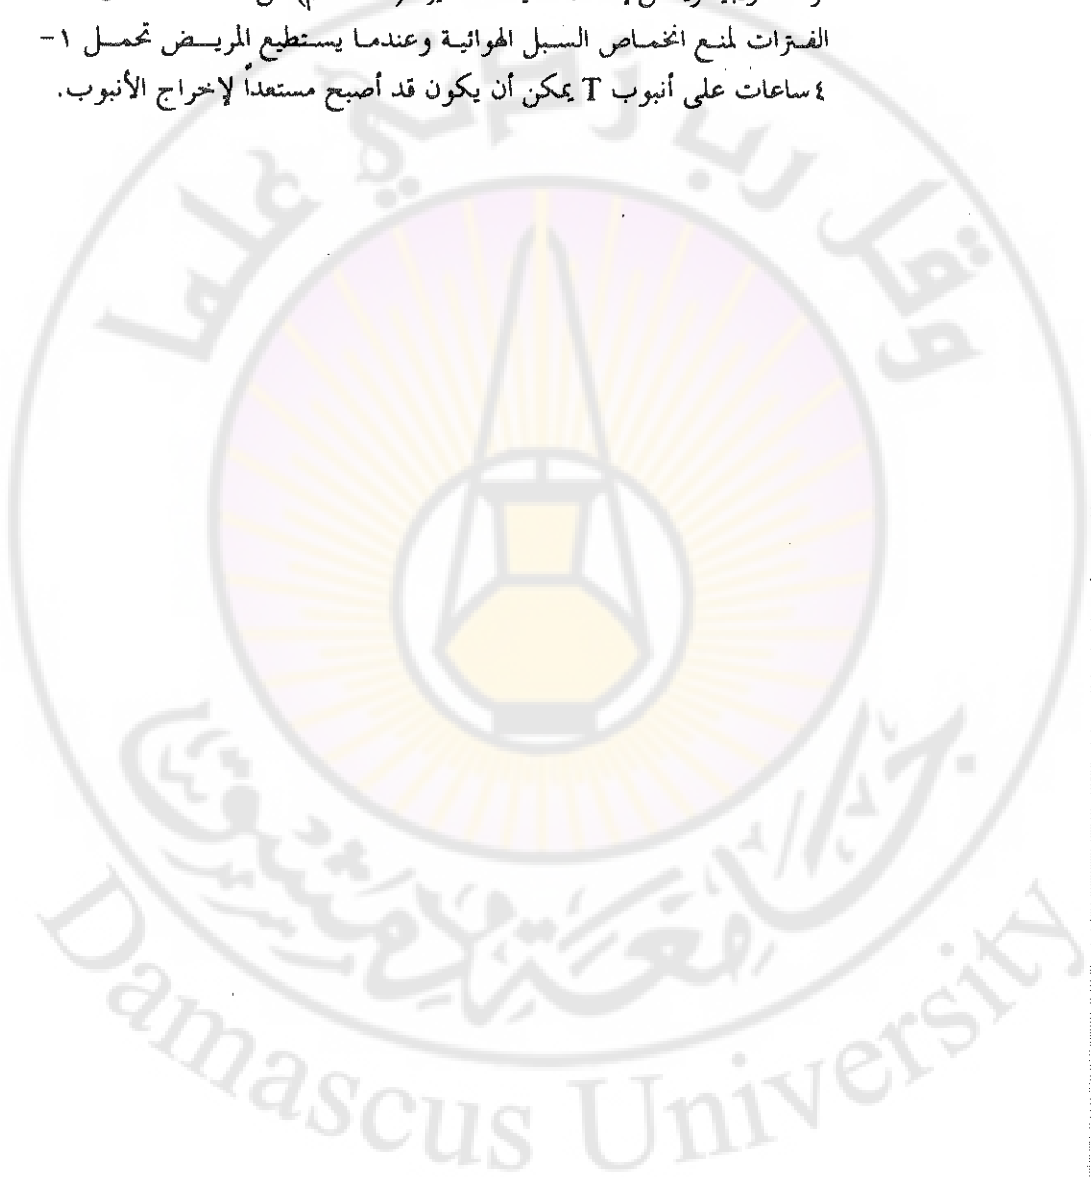 الفترات لمنع انخماص السبل الهوائية وعندما يستطيع المريض تحمل ١-
٤ ساعات على أنبوب T يمكن أن يكون قد أصبح مستعداً لإخراج الأنبوب.
وقل رب زدني علما
جامعة دمشق
Damascus University